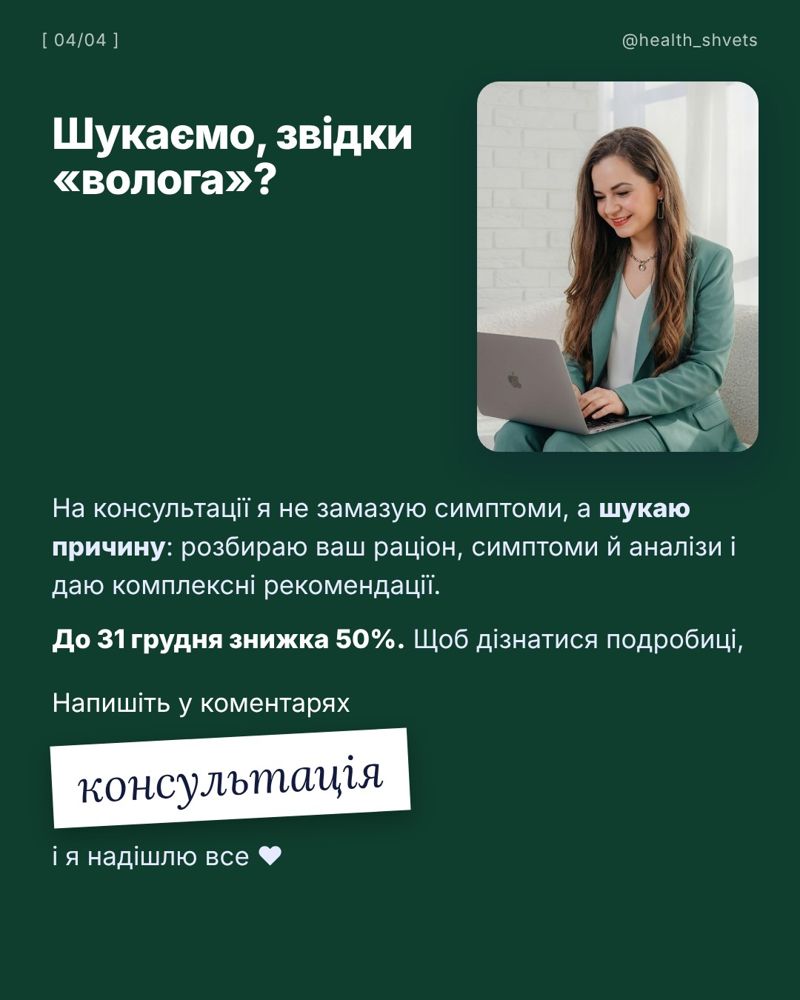 [ 04/04 ]
@health_shvets
Шукаємо, звідки
«волога»?
На консультації я не замазую симптоми, а шукаю
причину: розбираю ваш раціон, симптоми й аналізи і
даю комплексні рекомендації.
До 31 грудня знижка 50%. Щоб дізнатися подробиці,
Напишіть у коментарях
консультація
і я надішлю все ♥